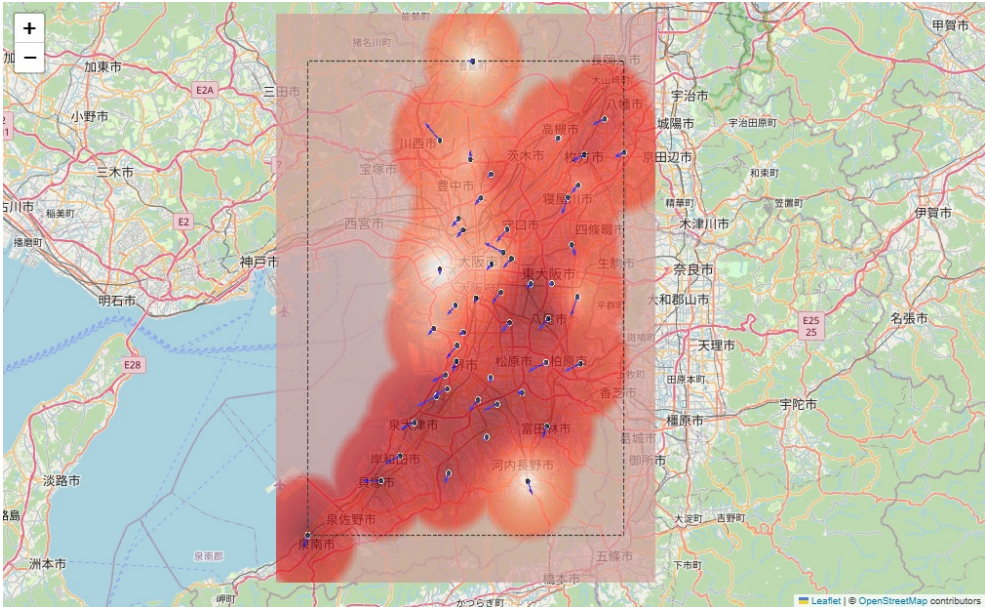 +
−
能勢町
猪名川町
加東市
E2A
三田市
小野市
甲賀市
大山崎町
八幡市
宇治市
城陽市
宇治田原町
川西市
高槻市
茨木市
枚方市
京田辺市
三木市
宝塚市
豊中市
寝屋川市
和束町
精華町
笠置町
稲美町
E2
西宮市
守口市
四條畷市
木津川市
伊賀市
播磨町
神戸市
大阪市
東大阪市
生駒市
奈良市
明石市
平群町
大和郡山市
八尾市
E25
25
名張市
斑鳩町
天理市
E28
堺市
松原市
柏原市
田原本町
香芝市
宇陀市
橿原市
泉大津市
富田林市
葛城市
岸和田市
河内長野市
御所市
淡路市
貝塚市
泉佐野市
大淀町
吉野町
泉南市
泉南郡
五條市
洲本市
下市町
橋本市
岬町
かつらぎ町
Leaflet | © OpenStreetMap contributors